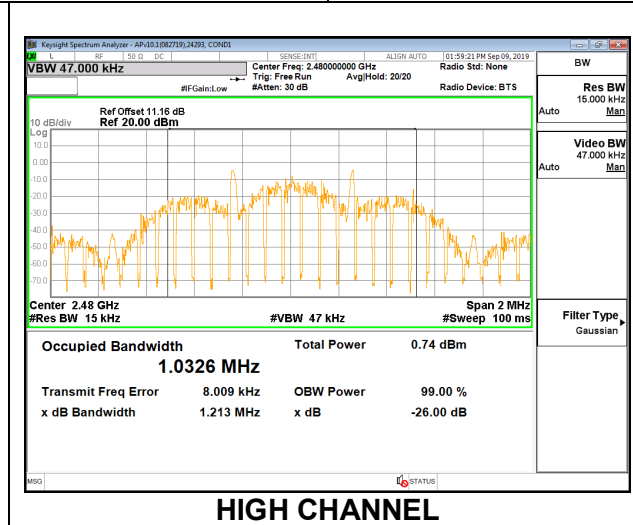 Keysight Spectrum Analyzer - APv10.1(082719),24293, COND1
LXI L RF 50 Ω DC SENSE:INT ALIGN AUTO 01:59:21 PM Sep 09, 2019
VBW 47.000 kHz
Center Freq: 2.480000000 GHz
Radio Std: None
Trig: Free Run Avg|Hold: 20/20
#IFGain:Low #Atten: 30 dB Radio Device: BTS
BW
Res BW
15.000 kHz
Auto Man
Video BW
47.000 kHz
Auto Man
Filter Type
Gaussian
Ref Offset 11.16 dB
10 dB/div Ref 20.00 dBm
Log
10.0
0.00
-10.0
-20.0
-30.0
-40.0
-50.0
-60.0
-70.0
Center 2.48 GHz Span 2 MHz
#Res BW 15 kHz #VBW 47 kHz #Sweep 100 ms
Occupied Bandwidth Total Power 0.74 dBm
1.0326 MHz
Transmit Freq Error 8.009 kHz OBW Power 99.00 %
x dB Bandwidth 1.213 MHz x dB -26.00 dB
MSG STATUS
HIGH CHANNEL